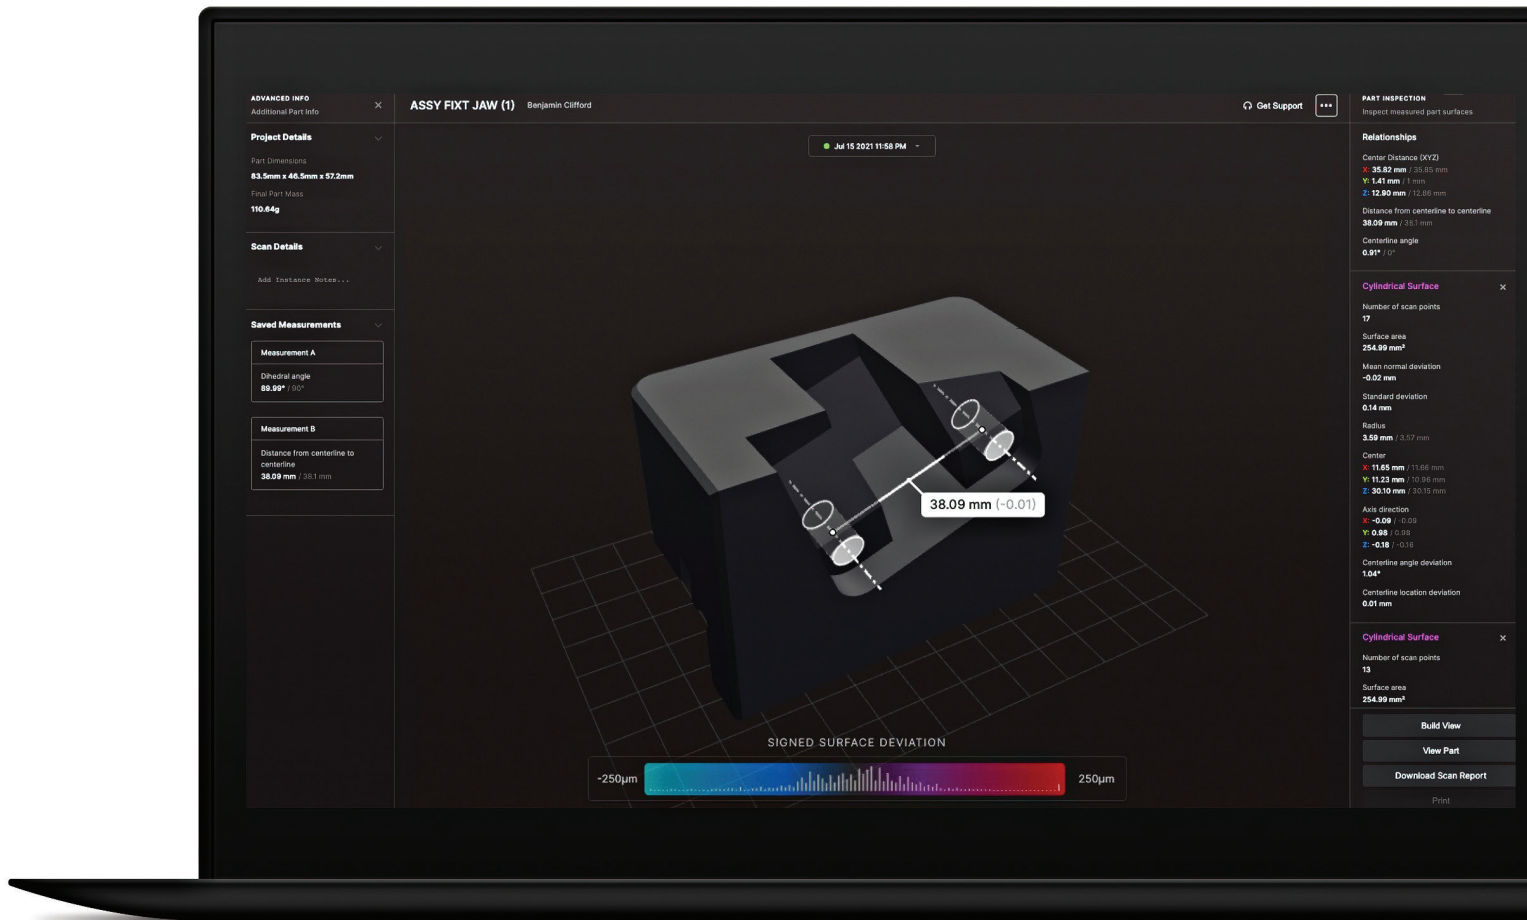 ADVANCED INFO
Additional Part Info
Project Details
Part Dimensions
83.5mm x 46.5mm x 57.2mm
Final Part Mass
110.64g
Scan Details
Add Instance Notes...
Saved Measurements
Measurement A
Dihedral angle
89.99° / 90°
Measurement B
Distance from centerline to
centerline
38.09 mm / 38.1 mm
ASSY FIXT JAW (1) Benjamin Clifford
Get Support
Jul 15 2021 11:58 PM
38.09 mm (-0.01)
SIGNED SURFACE DEVIATION
-250µm 250µm
PART INSPECTION
Inspect measured part surfaces
Relationships
Center Distance (XYZ)
X: 35.82 mm / 35.85 mm
Y: 1.41 mm / 1 mm
Z: 12.90 mm / 12.86 mm
Distance from centerline to centerline
38.09 mm / 38.1 mm
Centerline angle
0.91° / 0°
Cylindrical Surface
Number of scan points
17
Surface area
254.99 mm²
Mean normal deviation
-0.02 mm
Standard deviation
0.14 mm
Radius
3.59 mm / 3.57 mm
Center
X: 11.65 mm / 11.66 mm
Y: 11.23 mm / 10.96 mm
Z: 30.10 mm / 30.15 mm
Axis direction
X: -0.09 / -0.09
Y: 0.98 / 0.98
Z: -0.18 / -0.16
Centerline angle deviation
1.04°
Centerline location deviation
0.01 mm
Cylindrical Surface
Number of scan points
13
Surface area
254.99 mm²
Build View
View Part
Download Scan Report
Print